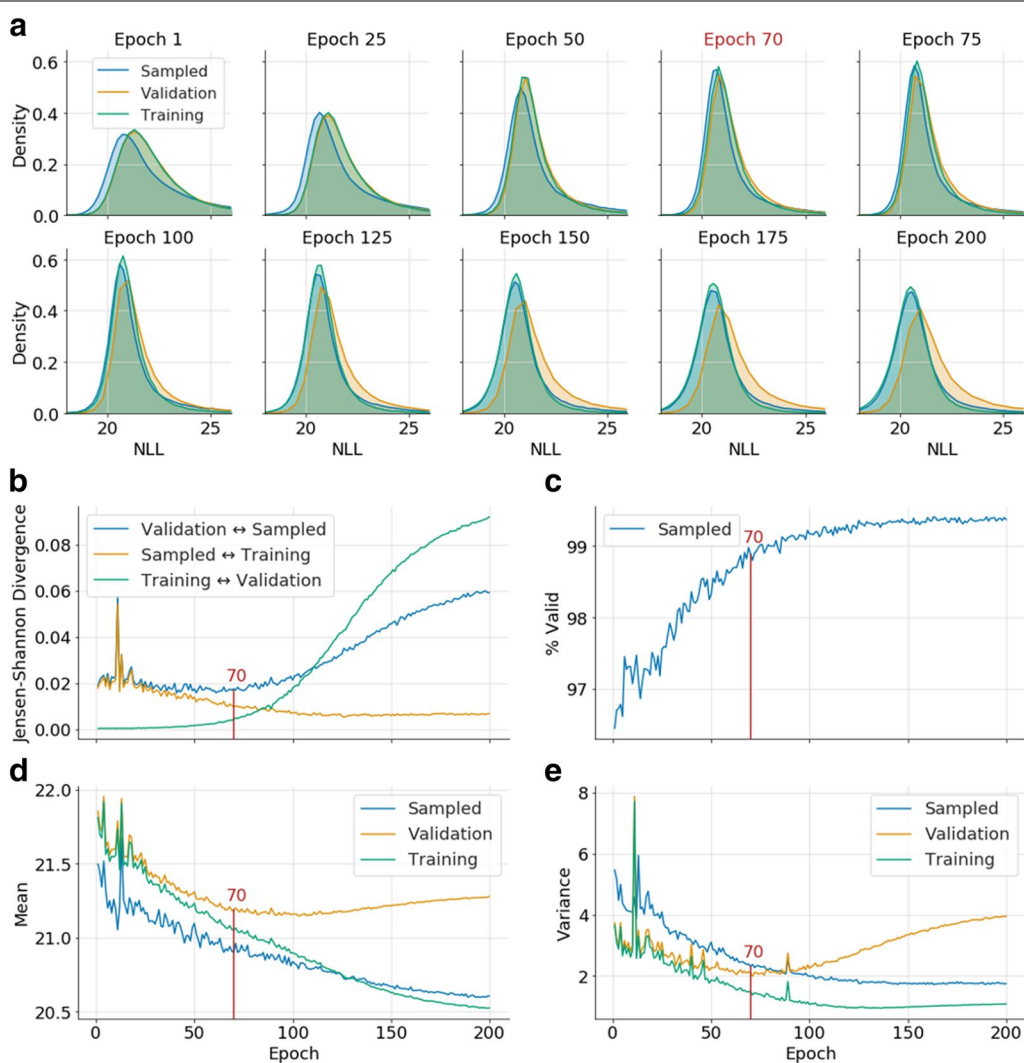 a
Epoch 1 Epoch 25 Epoch 50 Epoch 70 Epoch 75
Density
0.6
0.4
0.2
0.0
Sampled
Validation
Training
Epoch 100 Epoch 125 Epoch 150 Epoch 175 Epoch 200
Density
0.6
0.4
0.2
0.0
20 25 20 25 20 25 20 25 20 25
NLL NLL NLL NLL NLL
b
Jensen-Shannon Divergence
0.08
0.06
0.04
0.02
0.00
Validation ↔ Sampled
Sampled ↔ Training
Training ↔ Validation
70
c
% Valid
99
98
97
Sampled
70
d
Mean
22.0
21.5
21.0
20.5
Sampled
Validation
Training
70
0 50 100 150 200
Epoch
e
Variance
8
6
4
2
Sampled
Validation
Training
70
0 50 100 150 200
Epoch